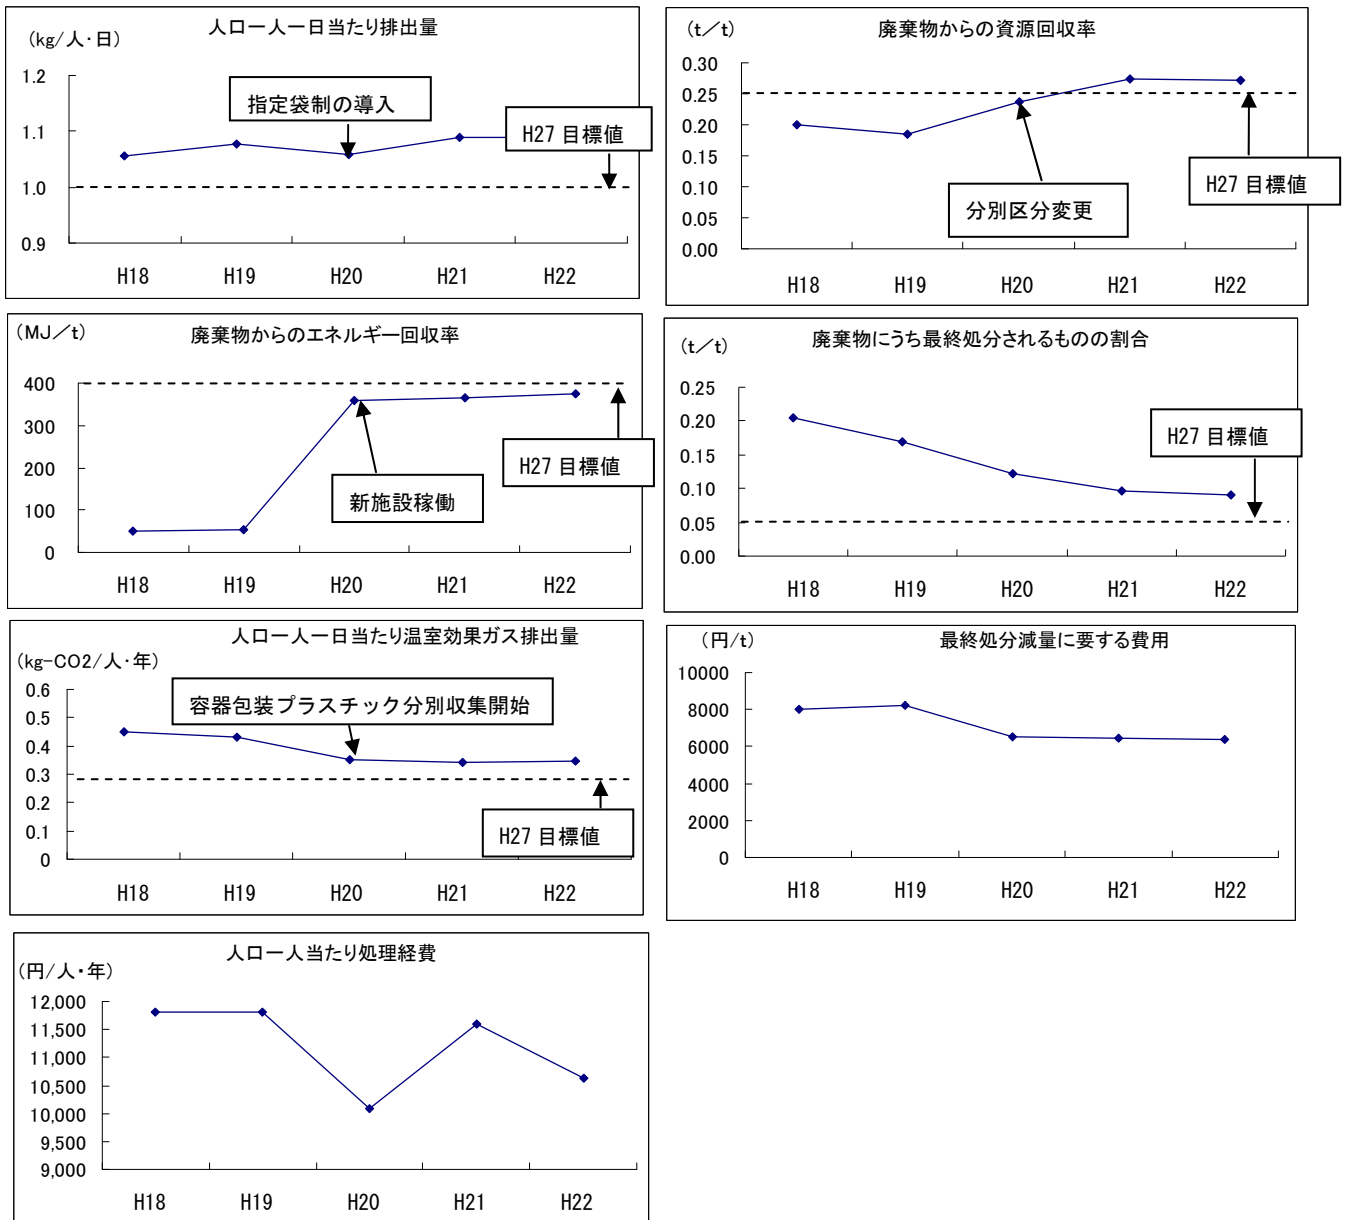 人口一人一日当たり排出量
(kg/人・日)
1.2
1.1
1.0
0.9
指定袋制の導入
H27 目標値
H18 H19 H20 H21 H22
廃棄物からの資源回収率
(t/t)
0.30
0.25
0.20
0.15
0.10
0.05
0.00
分別区分変更
H27 目標値
H18 H19 H20 H21 H22
廃棄物からのエネルギー回収率
(MJ/t)
400
300
200
100
0
新施設稼働
H27 目標値
H18 H19 H20 H21 H22
廃棄物にうち最終処分されるものの割合
(t/t)
0.25
0.20
0.15
0.10
0.05
0.00
H27 目標値
H18 H19 H20 H21 H22
人口一人一日当たり温室効果ガス排出量
(kg-CO2/人・年)
0.6
0.5
0.4
0.3
0.2
0.1
0
容器包装プラスチック分別収集開始
H27 目標値
H18 H19 H20 H21 H22
最終処分減量に要する費用
(円/t)
10000
8000
6000
4000
2000
0
H18 H19 H20 H21 H22
人口一人当たり処理経費
(円/人・年)
12,000
11,500
11,000
10,500
10,000
9,500
9,000
H18 H19 H20 H21 H22